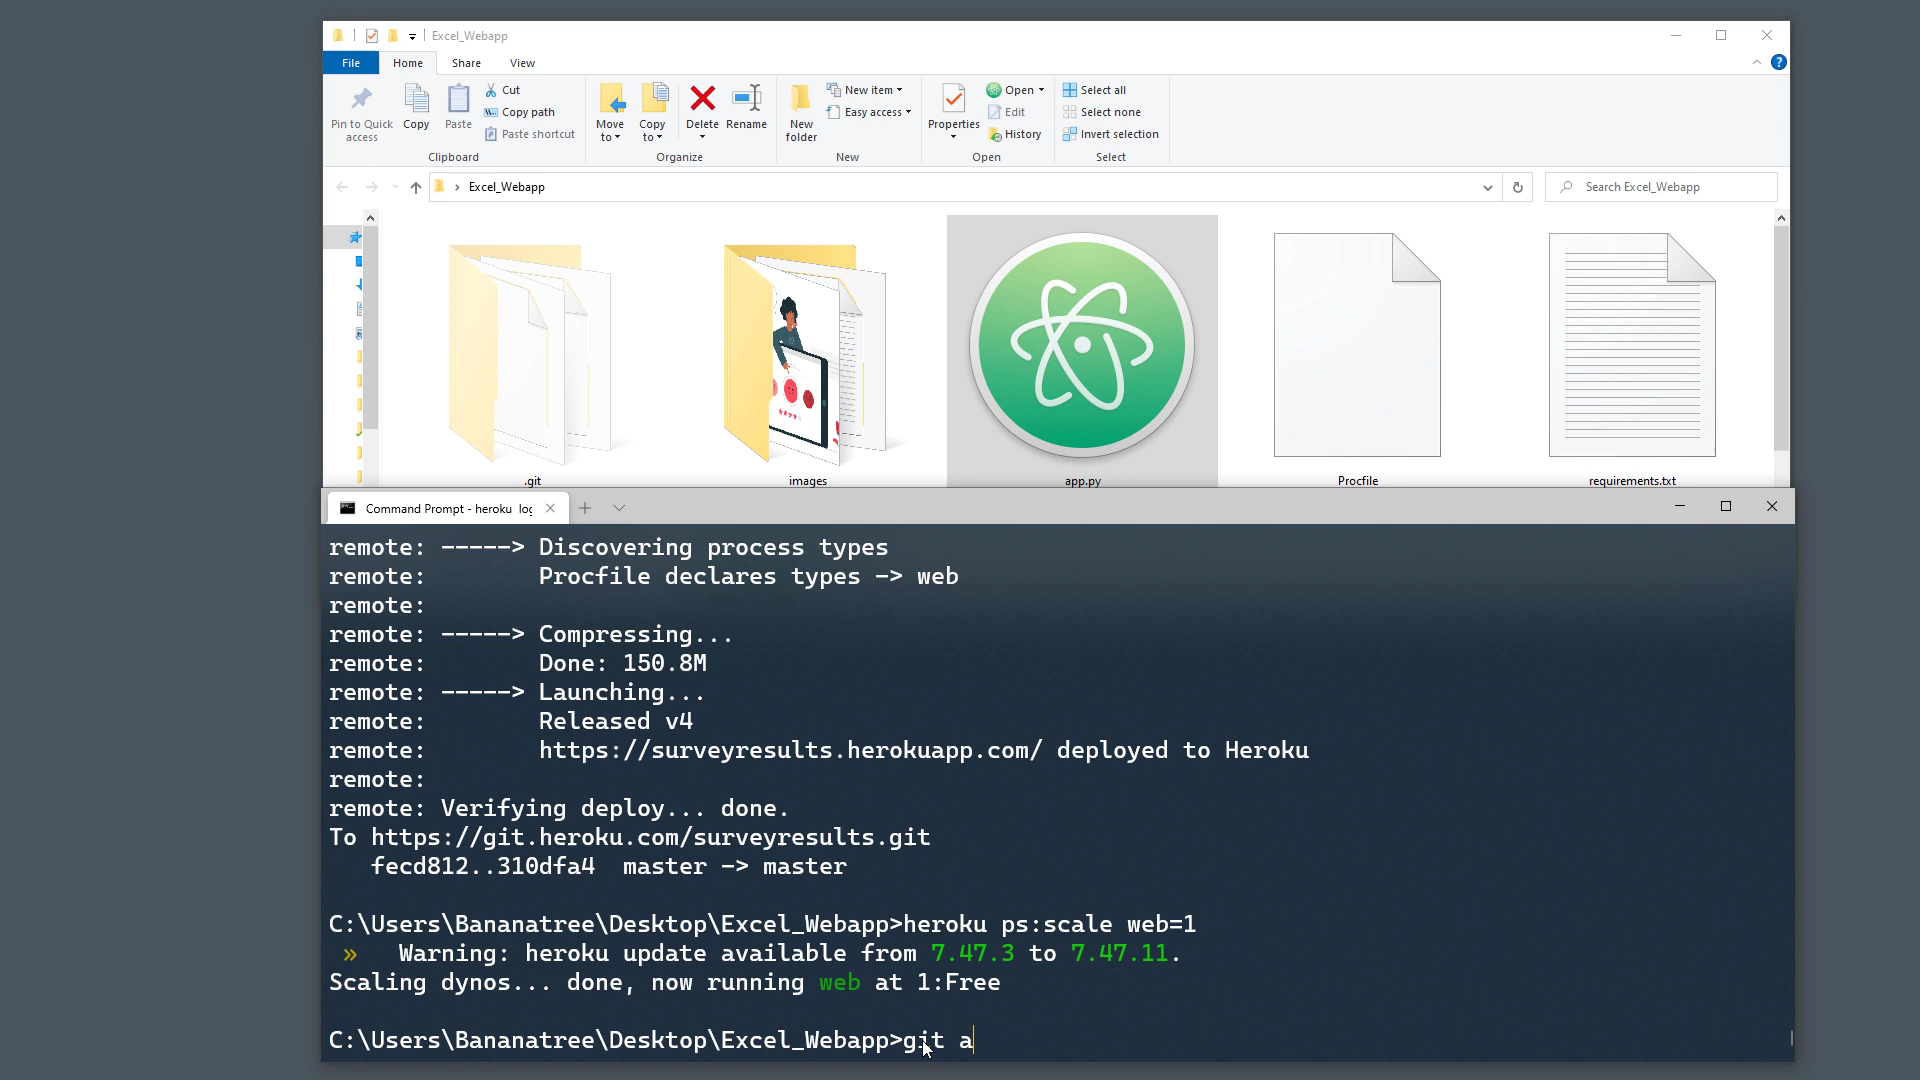 Excel_Webapp
File Home Share View
Pin to Quick access
Copy
Paste
Cut
Copy path
Paste shortcut
Clipboard
Move to
Copy to
Delete
Rename
Organize
New folder
New item
Easy access
New
Properties
Open
Edit
History
Open
Select all
Select none
Invert selection
Select
Excel_Webapp
Search Excel_Webapp
.git
images
app.py
Procfile
requirements.txt
Command Prompt - heroku log
remote: -----> Discovering process types
remote:        Procfile declares types -> web
remote:
remote: -----> Compressing...
remote:        Done: 150.8M
remote: -----> Launching...
remote:        Released v4
remote:        https://surveyresults.herokuapp.com/ deployed to Heroku
remote:
remote: Verifying deploy... done.
To https://git.heroku.com/surveyresults.git
   fecd812..310dfa4  master -> master
C:\Users\Bananatree\Desktop\Excel_Webapp>heroku ps:scale web=1
 »   Warning: heroku update available from 7.47.3 to 7.47.11.
Scaling dynos... done, now running web at 1:Free
C:\Users\Bananatree\Desktop\Excel_Webapp>git a